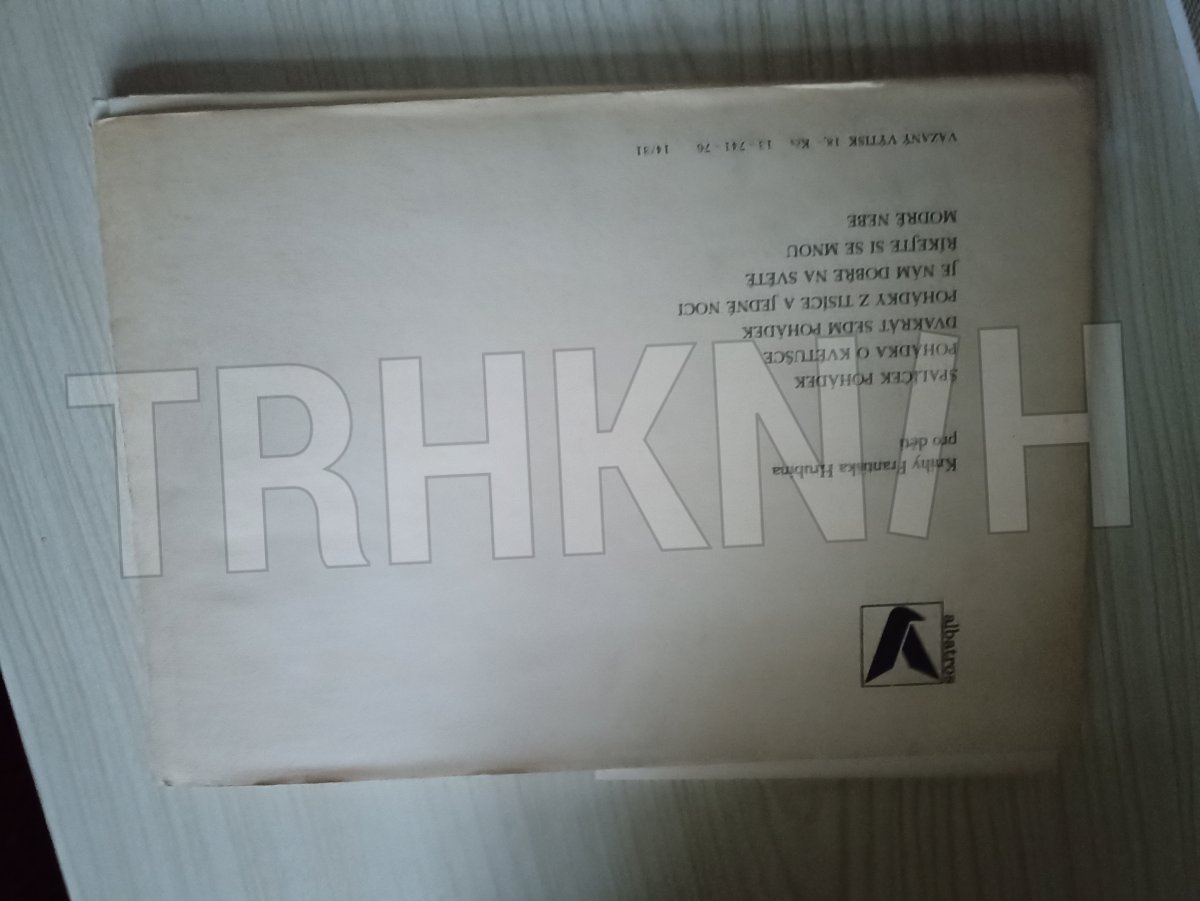 albatros
Knihy Františka Hrubína
pro děti
ŠPALÍČEK POHÁDEK
POHÁDKA O KVĚTUŠCE
DVAKRÁT SEDM POHÁDEK
POHÁDKY Z TISÍCE A JEDNÉ NOCI
JE NÁM DOBŘE NA SVĚTĚ
ŘÍKEJTE SI SE MNOU
MODRÉ NEBE
VÁZANÝ VÝTISK 18,- Kčs 13-741-76 14/31
TRHKNIH